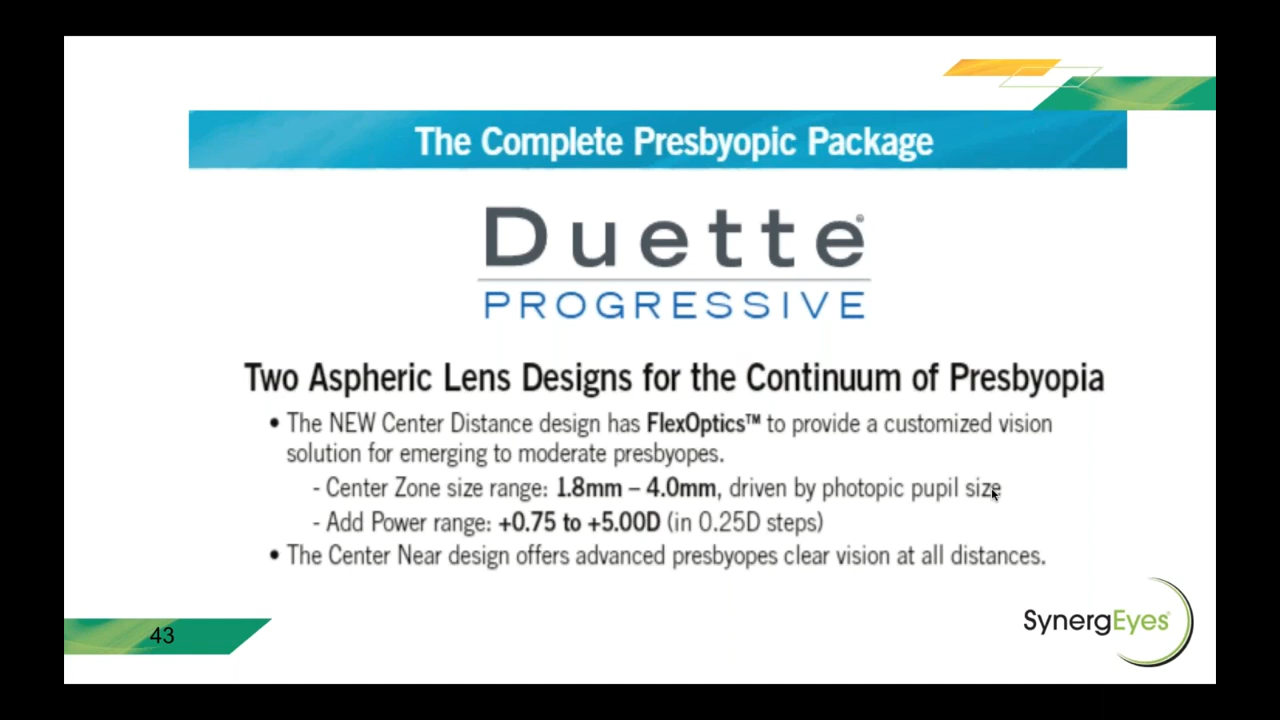 The Complete Presbyopic Package
Duette®
PROGRESSIVE
Two Aspheric Lens Designs for the Continuum of Presbyopia
• The NEW Center Distance design has FlexOptics™ to provide a customized vision
solution for emerging to moderate presbyopes.
- Center Zone size range: 1.8mm – 4.0mm, driven by photopic pupil size
- Add Power range: +0.75 to +5.00D (in 0.25D steps)
• The Center Near design offers advanced presbyopes clear vision at all distances.
43
SynergEyes®